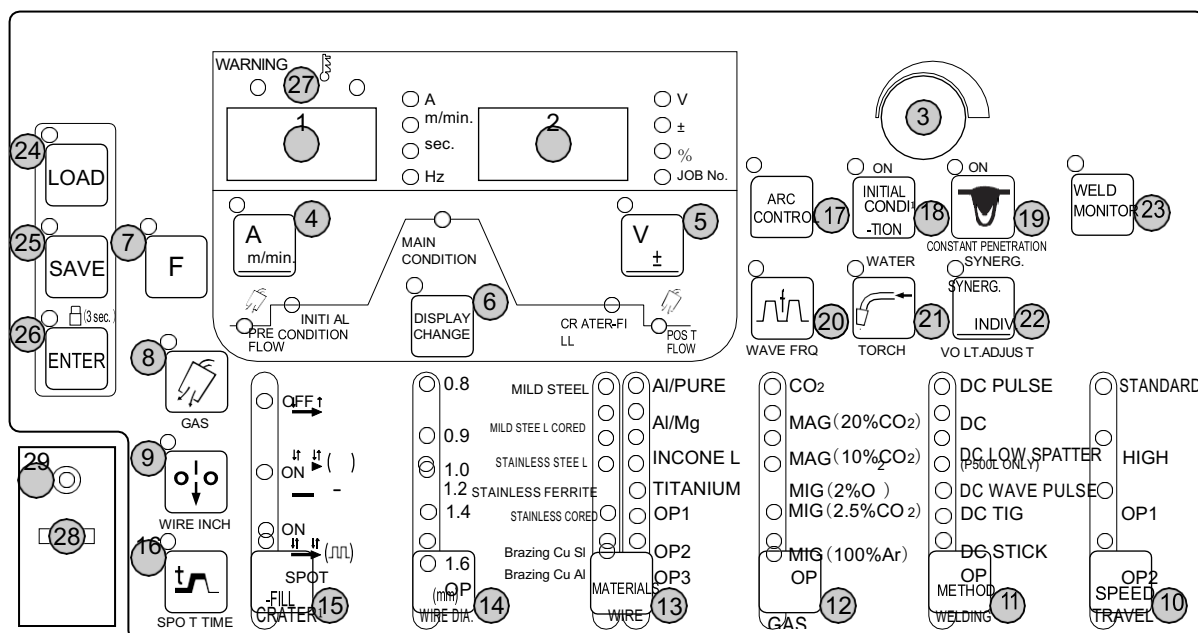 WARNING
27
1
2
A
m/min.
sec.
Hz
V
±
%
JOB No.
3
24
LOAD
25
SAVE
(3 sec.)
26
ENTER
7
F
4
A
m/min.
MAIN
CONDITION
5
V
±
PRE
FLOW
INITI AL
CONDITION
6
DISPLAY
CHANGE
CR ATER-FI
LL
POS T
FLOW
ARC
CONTROL
17
ON
INITIAL
CONDI
-TION
18
ON
19
CONSTANT PENETRATION
SYNERG.
WELD
MONITOR
23
20
WAVE FRQ
WATER
21
TORCH
SYNERG.
INDIV
22
VO LT.ADJUS T
8
GAS
9
WIRE INCH
16
t
SPO T TIME
29
28
OFF
ON
( )
–
ON
SPOT
-FILL
CRATER
15
0.8
0.9
1.0
1.2
1.4
1.6
OP
(mm)
WIRE DIA.
14
MILD STEEL
MILD STEE L CORED
STAINLESS STEE L
STAINLESS FERRITE
STAINLESS CORED
Brazing Cu SI
Brazing Cu Al
Al/PURE
Al/Mg
INCONE L
TITANIUM
OP1
OP2
OP3
MATERIALS
WIRE
13
CO2
MAG(20%CO2)
MAG(10%CO2)
2
MIG(2%O )
MIG(2.5%CO2)
MIG(100%Ar)
OP
GAS
12
DC PULSE
DC
DC LOW SPATTER
(P500L ONLY)
DC WAVE PULSE
DC TIG
DC STICK
OP
METHOD
WELDING
11
STANDARD
HIGH
OP1
OP2
SPEED
TRAVEL
10